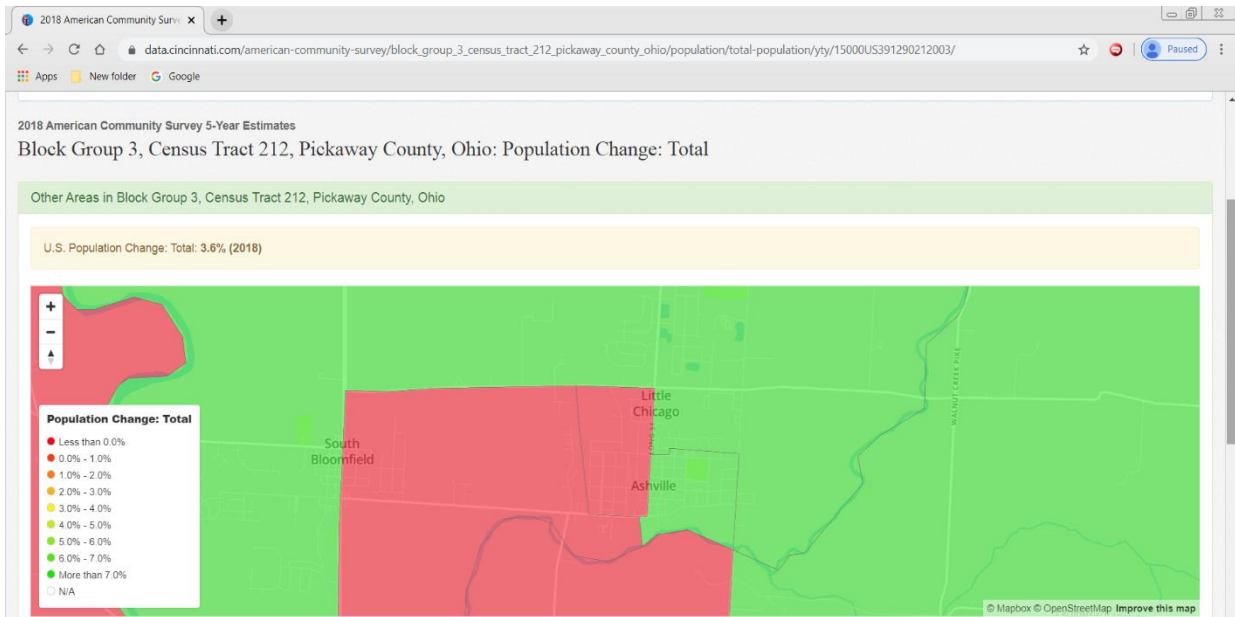 2018 American Community Surve
data.cincinnati.com/american-community-survey/block_group_3_census_tract_212_pickaway_county_ohio/population/total-population/yty/15000US391290212003/
Paused
Apps New folder Google
2018 American Community Survey 5-Year Estimates
Block Group 3, Census Tract 212, Pickaway County, Ohio: Population Change: Total
Other Areas in Block Group 3, Census Tract 212, Pickaway County, Ohio
U.S. Population Change: Total: 3.6% (2018)
Little
Chicago
WALNUT CREEK PIKE
LONG ST
South
Bloomfield
Ashville
Population Change: Total
Less than 0.0%
0.0% - 1.0%
1.0% - 2.0%
2.0% - 3.0%
3.0% - 4.0%
4.0% - 5.0%
5.0% - 6.0%
6.0% - 7.0%
More than 7.0%
N/A
© Mapbox © OpenStreetMap Improve this map